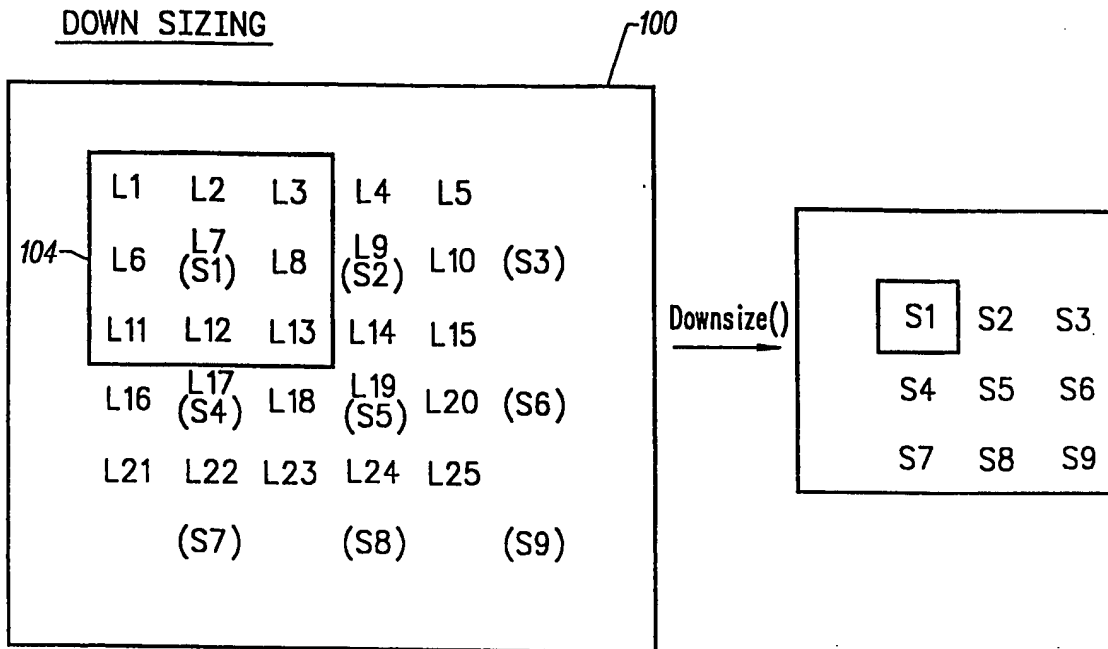 DOWN SIZING
100
L1 L2 L3 L4 L5
104
L6 L7 L8 L9 L10 (S3)
(S1) (S2)
L11 L12 L13 L14 L15
L16 L17 L18 L19 L20 (S6)
(S4) (S5)
L21 L22 L23 L24 L25
(S7) (S8) (S9)
Downsize()
S1 S2 S3
S4 S5 S6
S7 S8 S9